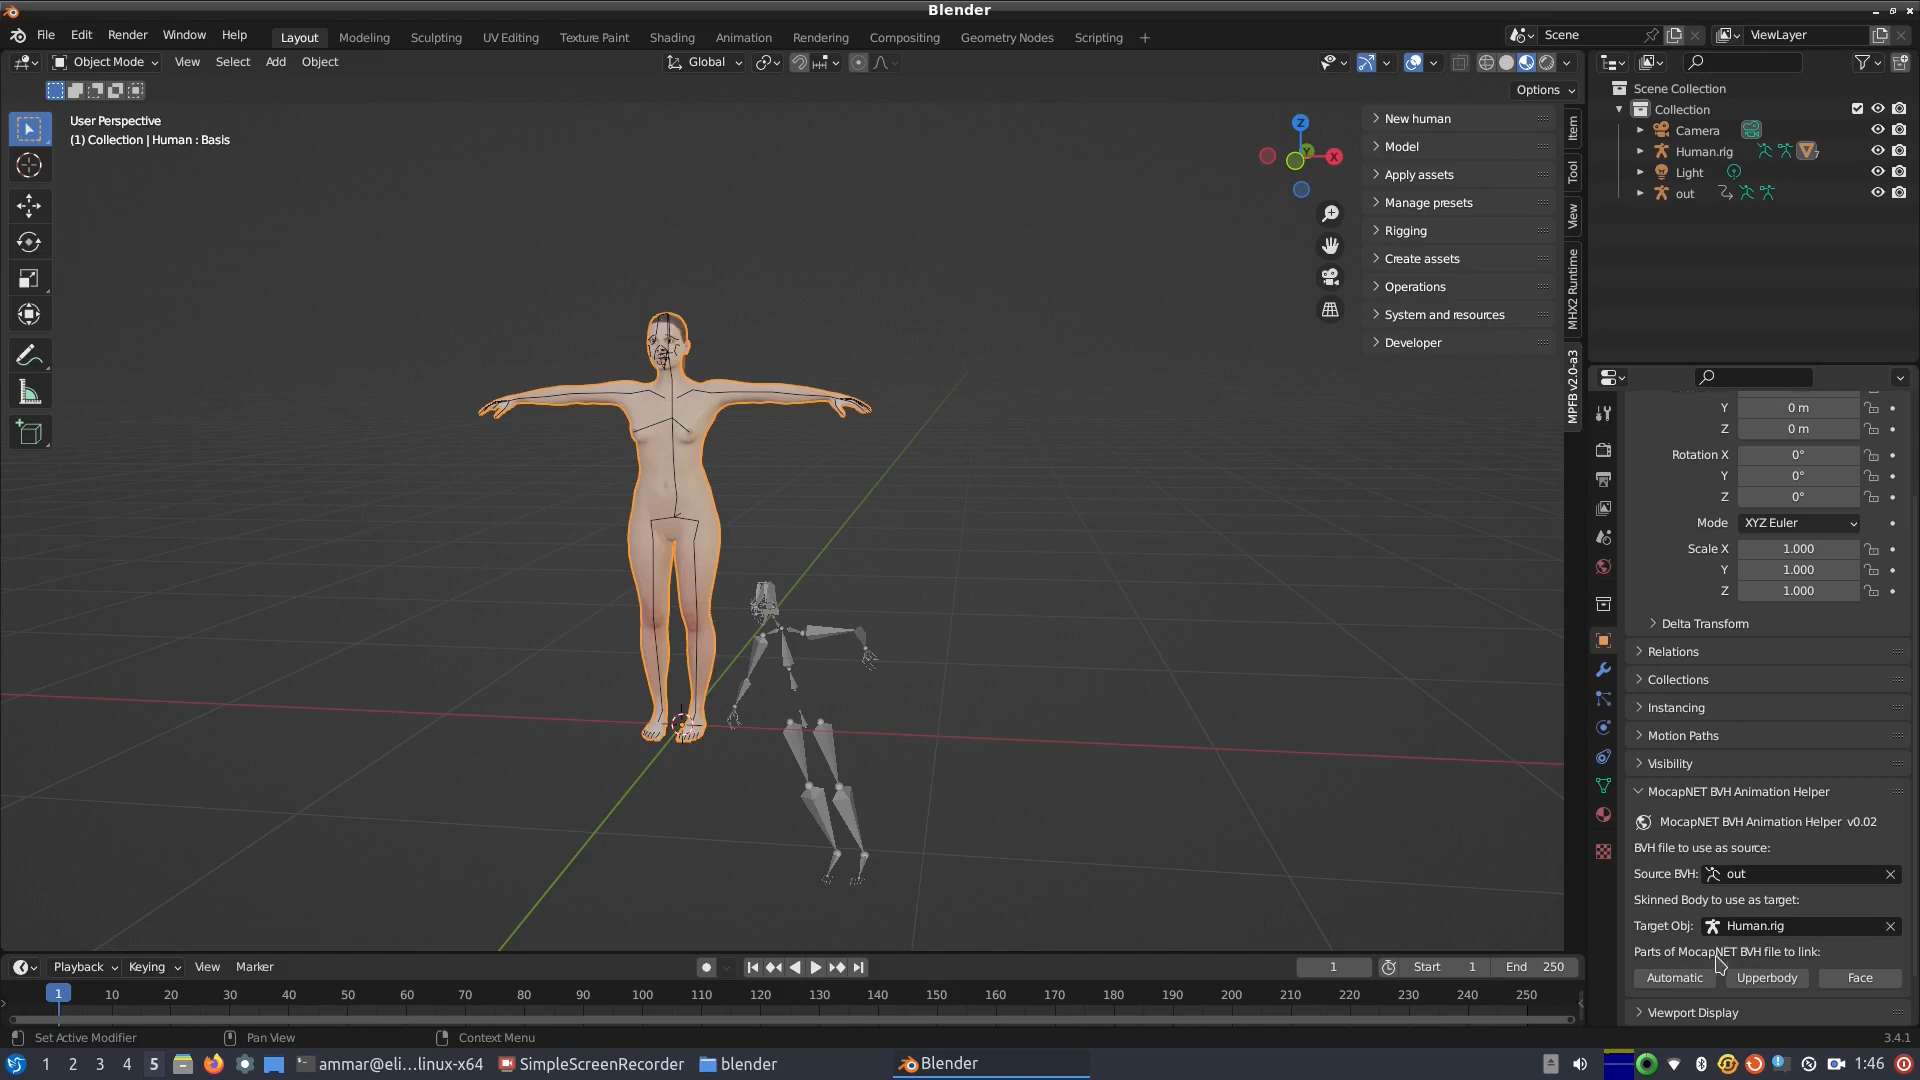 Blender
File Edit Render Window Help Layout Modeling Sculpting UV Editing Texture Paint Shading Animation Rendering Compositing Geometry Nodes Scripting + Scene ViewLayer
Object Mode View Select Add Object Global
Options
User Perspective
(1) Collection | Human : Basis
Z
Y
X
New human
Model
Apply assets
Manage presets
Rigging
Create assets
Operations
System and resources
Developer
Item
Tool
View
MHX2 Runtime
MPFB v2.0-a3
Scene Collection
Collection
Camera
Human.rig 7
Light
out
Y 0 m
Z 0 m
Rotation X 0°
Y 0°
Z 0°
Mode XYZ Euler
Scale X 1.000
Y 1.000
Z 1.000
Delta Transform
Relations
Collections
Instancing
Motion Paths
Visibility
MocapNET BVH Animation Helper
MocapNET BVH Animation Helper v0.02
BVH file to use as source:
Source BVH: out
Skinned Body to use as target:
Target Obj: Human.rig
Parts of MocapNET BVH file to link:
Automatic Upperbody Face
Viewport Display
Playback Keying View Marker 1 Start 1 End 250
1 10 20 30 40 50 60 70 80 90 100 110 120 130 140 150 160 170 180 190 200 210 220 230 240 250
Set Active Modifier Pan View Context Menu 3.4.1
1 2 3 4 5 ammar@eli...linux-x64 SimpleScreenRecorder blender Blender 1:46